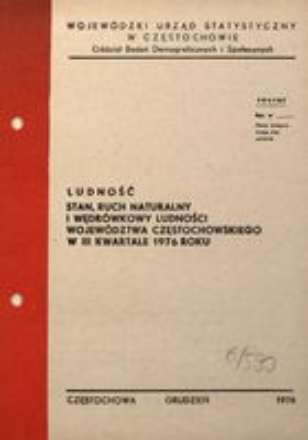 WOJEWÓDZKI URZĄD STATYSTYCZNY
W CZĘSTOCHOWIE
Oddział Badań Demograficznych i Społecznych
LUDNOŚĆ
STAN, RUCH NATURALNY
I WĘDRÓWKOWY LUDNOŚCI
WOJEWÓDZTWA CZĘSTOCHOWSKIEGO
W III KWARTALE 1976 ROKU
CZĘSTOCHOWA GRUDZIEŃ 1976